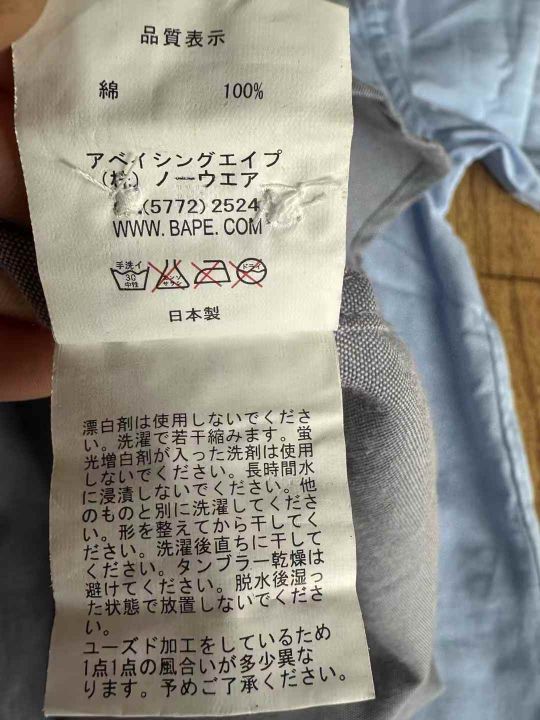 品質表示
綿 100%
アベイシングエイプ
(株) ノーウエア
(5772)2524
WWW.BAPE.COM
手洗イ 30 中性 エンソ サラシ ドライ
日本製
漂白剤は使用しないでくださ
い。洗濯で若干縮みます。蛍
光増白剤が入った洗剤は使用
しないでください。長時間水
に浸漬しないでください。他
のものと別に洗濯してくださ
い。形を整えてから干してく
ださい。洗濯後直ちに干して
ください。タンブラー乾燥は
避けてください。脱水後湿っ
た状態で放置しないでくださ
い。
ユーズド加工をしているため
1点1点の風合いが多少異な
ります。予めご了承ください。